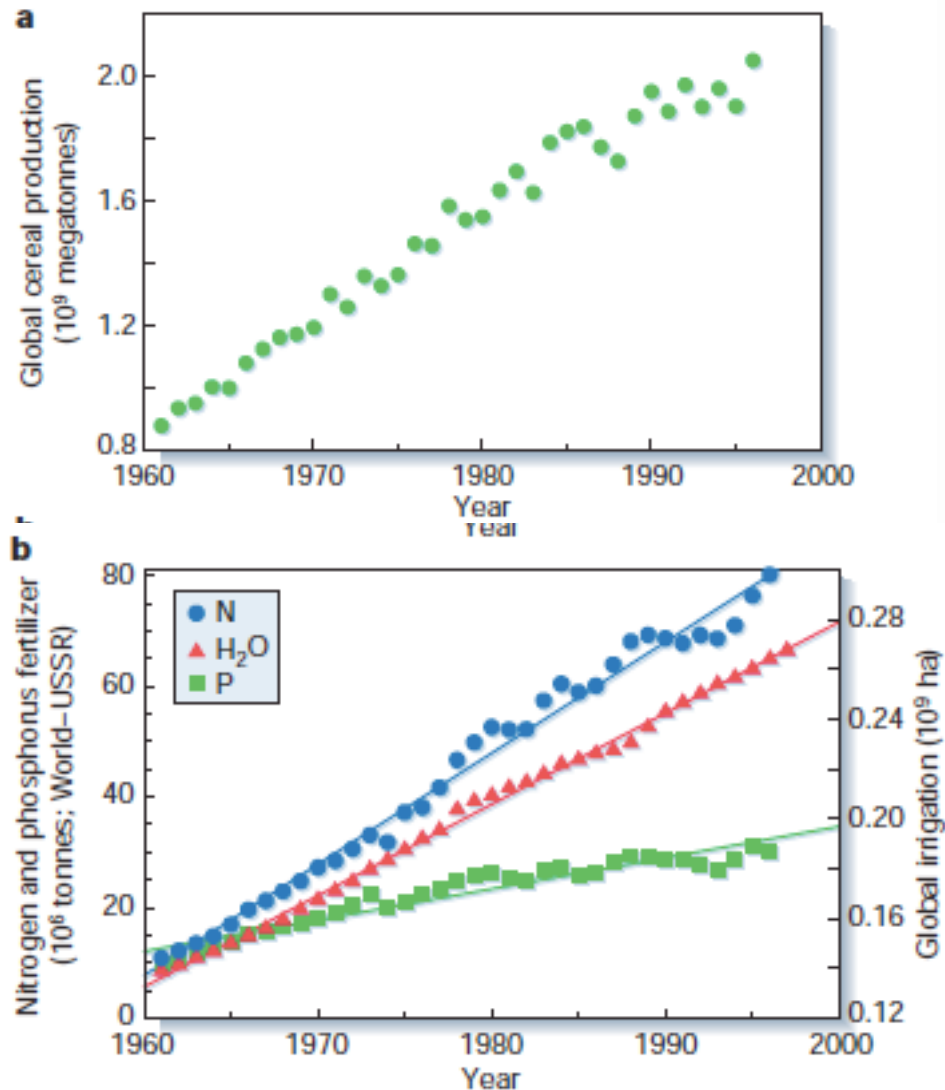 a
Global cereal production
(10⁹ megatonnes)
2.0
1.6
1.2
0.8
1960 1970 1980 1990 2000
Year
Year
b
Nitrogen and phosphorus fertilizer
(10⁶ tonnes; World–USSR)
80
60
40
20
0
N
H₂O
P
0.28
0.24
0.20
0.16
0.12
Global irrigation (10⁹ ha)
1960 1970 1980 1990 2000
Year